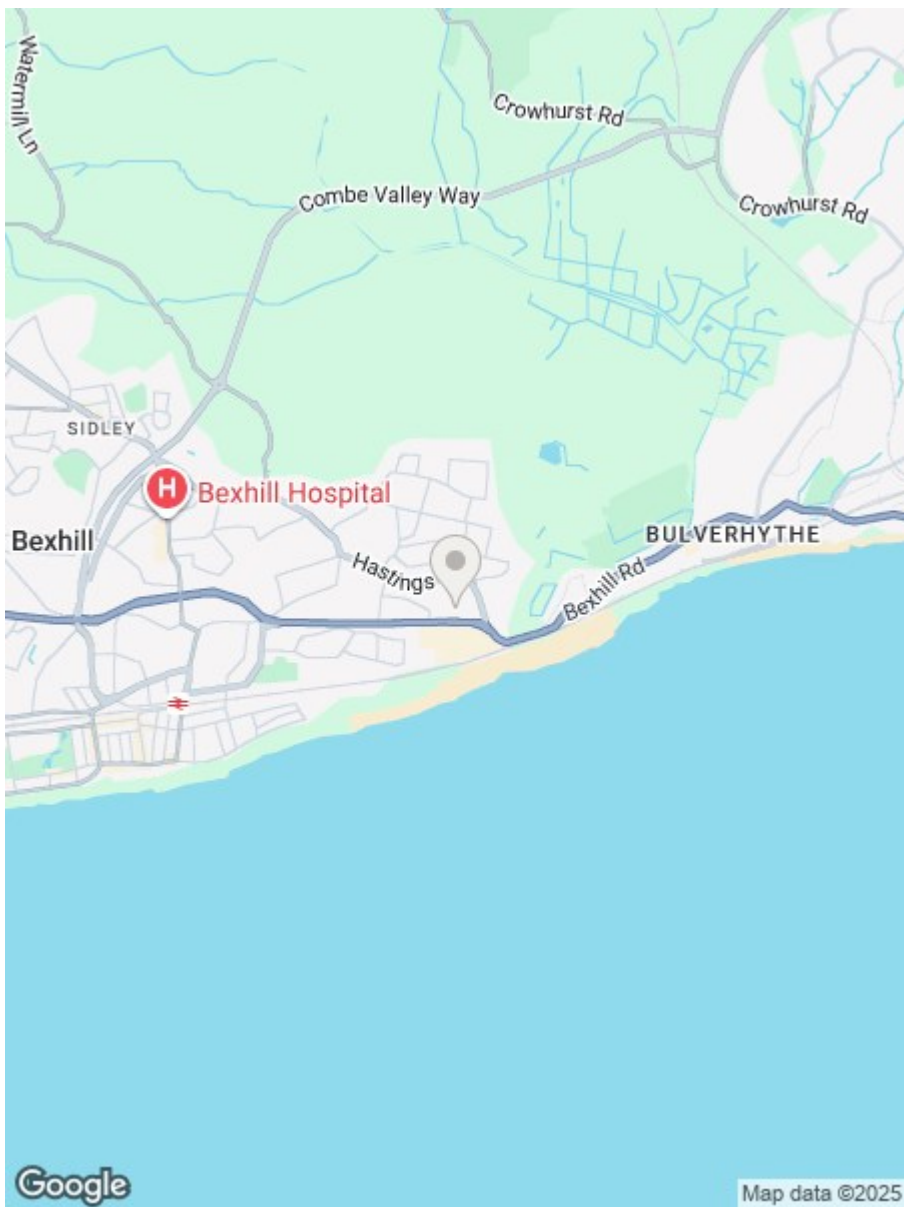 Watermill Ln
Crowhurst Rd
Combe Valley Way
Crowhurst Rd
SIDLEY
H
Bexhill Hospital
Bexhill
BULVERHYTHE
Hastings
Bexhill Rd
Google
Map data ©2025